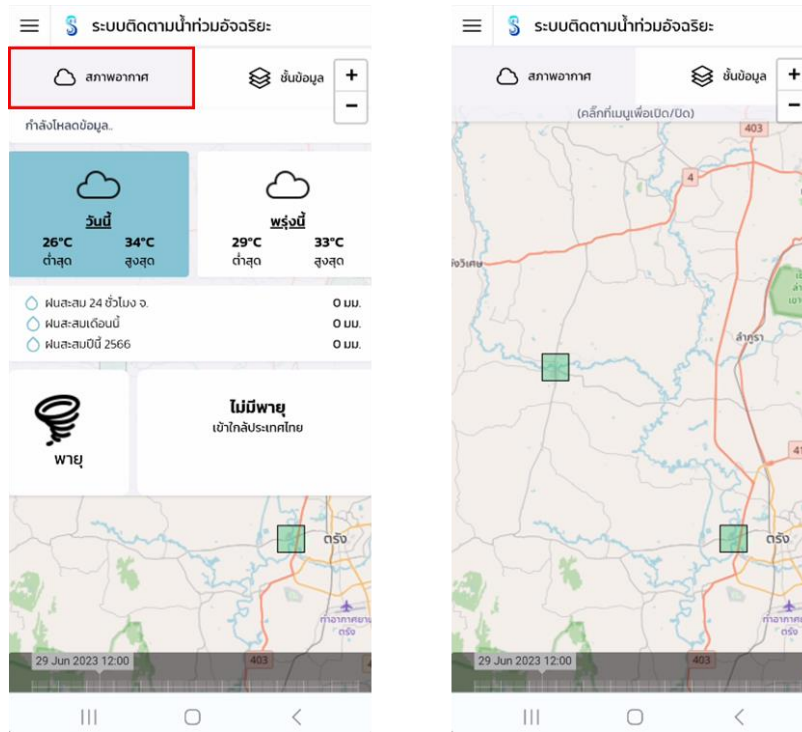 ระบบติดตามน้ำท่วมอัจฉริยะ
สภาพอากาศ
ชั้นข้อมูล
+
−
กำลังโหลดข้อมูล..
วันนี้
26°C 34°C
ต่ำสุด สูงสุด
พรุ่งนี้
29°C 33°C
ต่ำสุด สูงสุด
ฝนสะสม 24 ชั่วโมง จ. 0 มม.
ฝนสะสมเดือนนี้ 0 มม.
ฝนสะสมปีนี้ 2566 0 มม.
พายุ
ไม่มีพายุ
เข้าใกล้ประเทศไทย
ตรัง
ตรัง
403
29 Jun 2023 12:00
ระบบติดตามน้ำท่วมอัจฉริยะ
สภาพอากาศ
ชั้นข้อมูล
+
−
(คลิ๊กที่เมนูเพื่อเปิด/ปิด)
403
4
ลำภูรา
ตรัง
ตรัง
403
29 Jun 2023 12:00